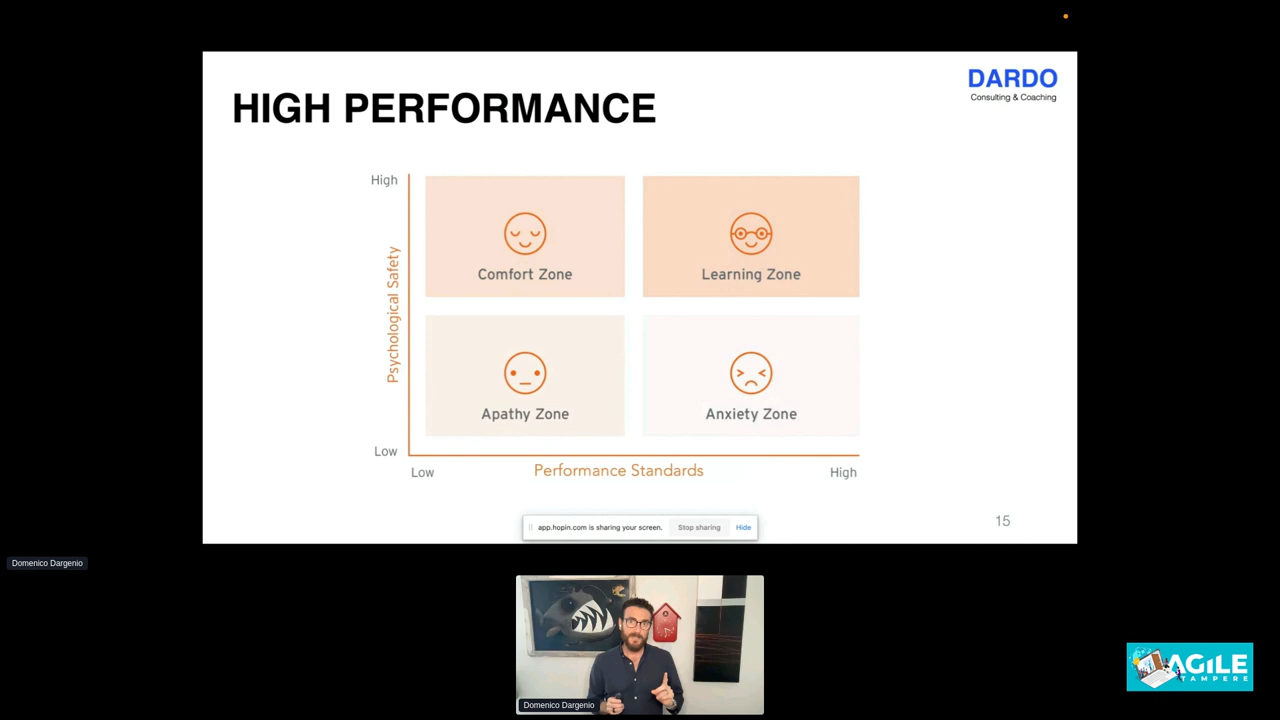 DARDO
Consulting & Coaching
HIGH PERFORMANCE
High
Psychological Safety
Comfort Zone
Learning Zone
Apathy Zone
Anxiety Zone
Low
Low
Performance Standards
High
15
app.hopin.com is sharing your screen.
Stop sharing
Hide
Domenico Dargenio
Domenico Dargenio
AGILE
TAMPERE